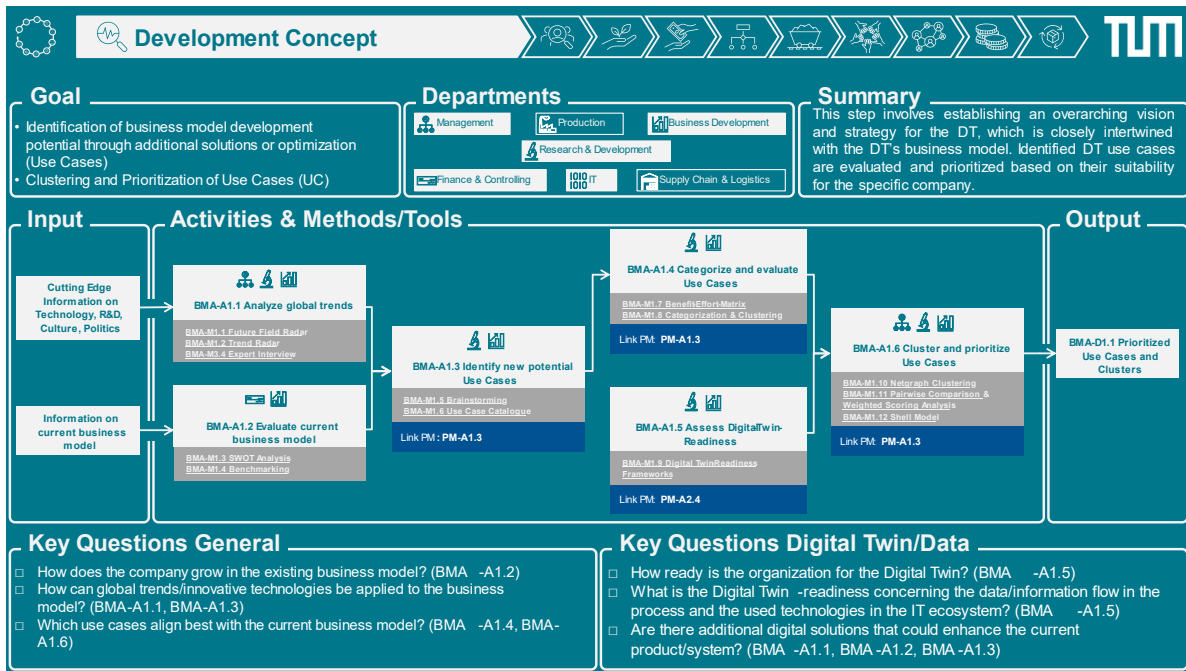 Development Concept
TUM
Goal
• Identification of business model development
potential through additional solutions or optimization
(Use Cases)
• Clustering and Prioritization of Use Cases (UC)
Departments
Management
Production
Business Development
Research & Development
Finance & Controlling
1010
1010
IT
Supply Chain & Logistics
Summary
This step involves establishing an overarching vision
and strategy for the DT, which is closely intertwined
with the DT's business model. Identified DT use cases
are evaluated and prioritized based on their suitability
for the specific company.
Input
Cutting Edge
Information on
Technology, R&D,
Culture, Politics
Information on
current business
model
Activities & Methods/Tools
BMA-A1.1 Analyze global trends
BMA-M1.1 Future Field Radar
BMA-M1.2 Trend Radar
BMA-M3.4 Expert Interview
BMA-A1.2 Evaluate current
business model
BMA-M1.3 SWOT Analysis
BMA-M1.4 Benchmarking
BMA-A1.3 Identify new potential
Use Cases
BMA-M1.5 Brainstorming
BMA-M1.6 Use Case Catalogue
Link PM : PM-A1.3
BMA-A1.4 Categorize and evaluate
Use Cases
BMA-M1.7 Benefit-Effort-Matrix
BMA-M1.8 Categorization & Clustering
Link PM: PM-A1.3
BMA-A1.5 Assess DigitalTwin-
Readiness
BMA-M1.9 Digital TwinReadiness
Frameworks
Link PM: PM-A2.4
BMA-A1.6 Cluster and prioritize
Use Cases
BMA-M1.10 Netgraph Clustering
BMA-M1.11 Pairwise Comparison &
Weighted Scoring Analysis
BMA-M1.12 Shell Model
Link PM: PM-A1.3
Output
BMA-D1.1 Prioritized
Use Cases and
Clusters
Key Questions General
□ How does the company grow in the existing business model? (BMA -A1.2)
□ How can global trends/innovative technologies be applied to the business
model? (BMA-A1.1, BMA-A1.3)
□ Which use cases align best with the current business model? (BMA -A1.4, BMA-
A1.6)
Key Questions Digital Twin/Data
□ How ready is the organization for the Digital Twin? (BMA -A1.5)
□ What is the Digital Twin -readiness concerning the data/information flow in the
process and the used technologies in the IT ecosystem? (BMA -A1.5)
□ Are there additional digital solutions that could enhance the current
product/system? (BMA -A1.1, BMA -A1.2, BMA -A1.3)